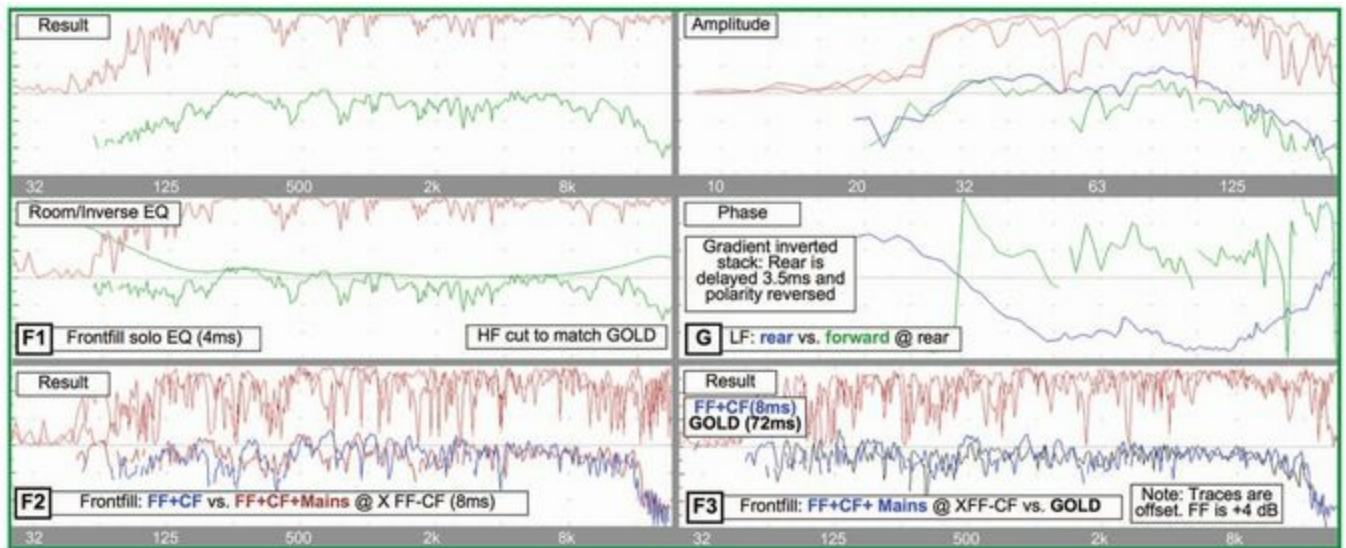 Result
Amplitude
32 125 500 2k 8k
10 20 32 63 125
Room/Inverse EQ
F1 Frontfill solo EQ (4ms)
HF cut to match GOLD
Phase
Gradient inverted
stack: Rear is
delayed 3.5ms and
polarity reversed
G LF: rear vs. forward @ rear
Result
F2 Frontfill: FF+CF vs. FF+CF+Mains @ X FF-CF (8ms)
32 125 500 2k 8k
Result
FF+CF(8ms)
GOLD (72ms)
F3 Frontfill: FF+CF+ Mains @ XFF-CF vs. GOLD
Note: Traces are
offset. FF is +4 dB
32 125 500 2k 8k